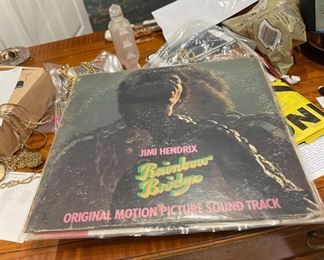 JIMI HENDRIX
Rainbow
Bridge
ORIGINAL MOTION PICTURE SOUND TRACK